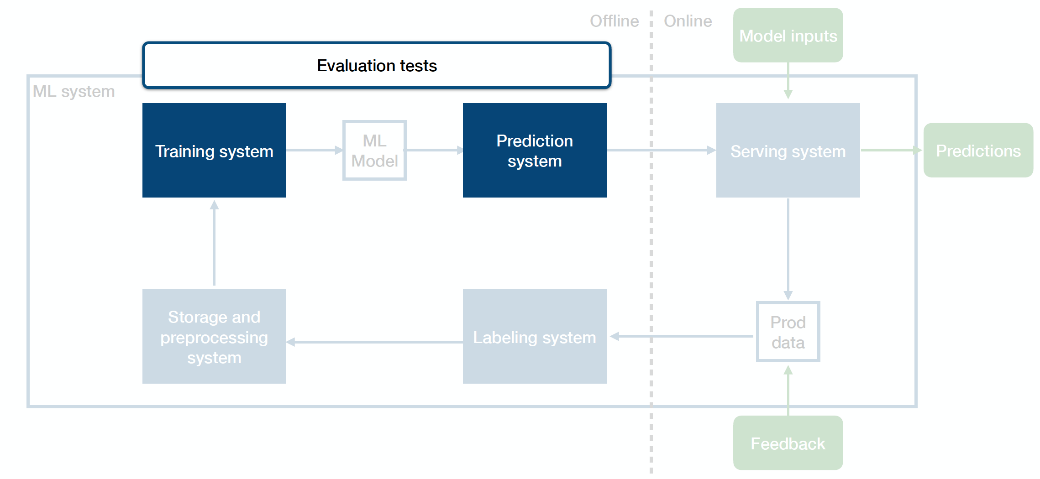 Offline
Online
Model inputs
Evaluation tests
ML system
Training system
ML
Model
Prediction
system
Serving system
Predictions
Storage and
preprocessing
system
Labeling system
Prod
data
Feedback